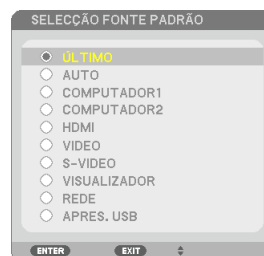 SELECÇÃO FONTE PADRÃO
ÚLTIMO
AUTO
COMPUTADOR1
COMPUTADOR2
HDMI
VIDEO
S-VIDEO
VISUALIZADOR
REDE
APRES. USB
ENTER EXIT